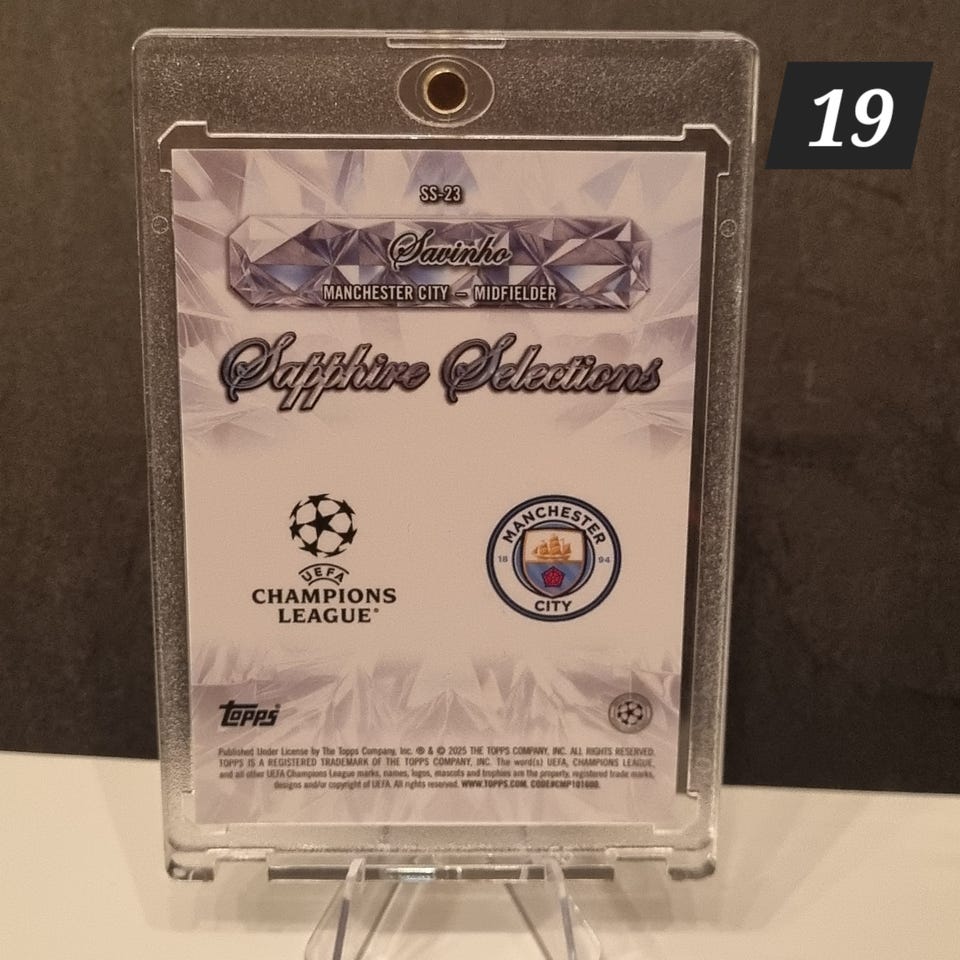 19
SS-23
Savinho
MANCHESTER CITY – MIDFIELDER
Sapphire Selections
UEFA
CHAMPIONS
LEAGUE®
MANCHESTER
18 94
CITY
topps®
Published Under License by The Topps Company, Inc. ® & © 2025 THE TOPPS COMPANY, INC. ALL RIGHTS RESERVED.
TOPPS IS A REGISTERED TRADEMARK OF THE TOPPS COMPANY, INC. The word(s) UEFA, CHAMPIONS LEAGUE,
and all other UEFA Champions League marks, names, logos, mascots and trophies are the property, registered trade marks,
designs and/or copyright of UEFA. All rights reserved. WWW.TOPPS.COM. CODE#CMP101600.